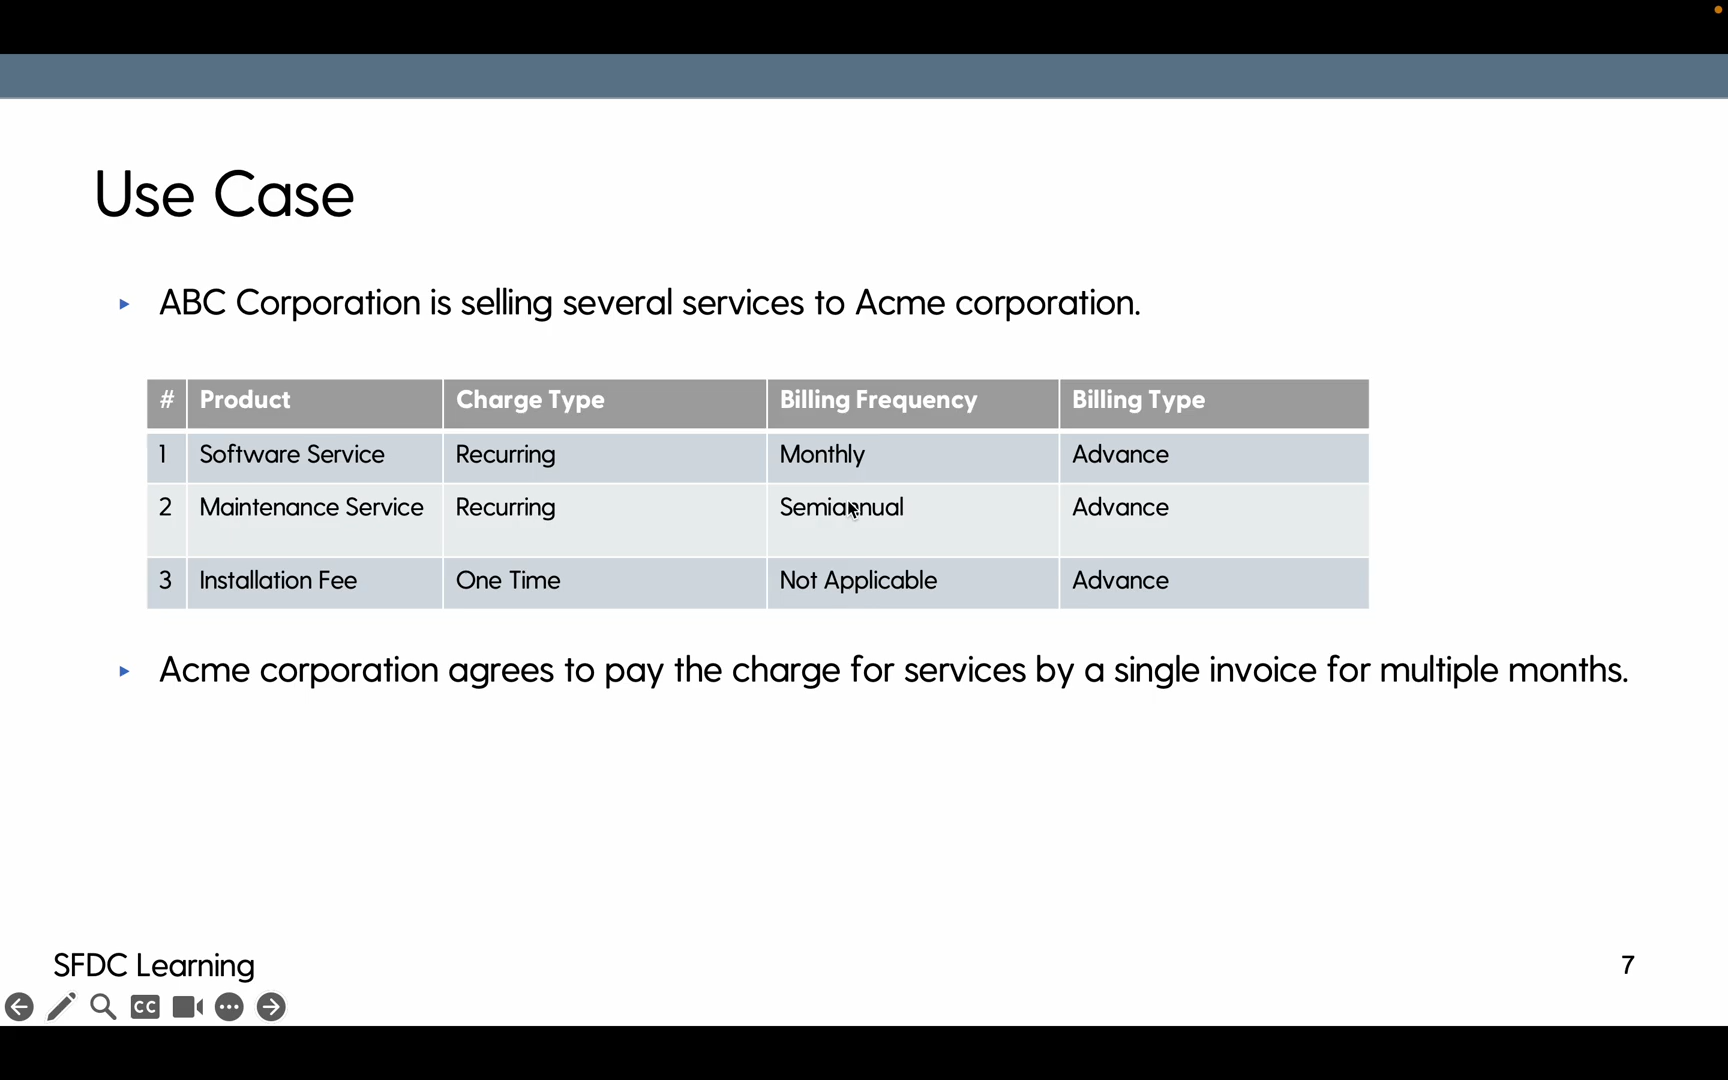 Use Case
ABC Corporation is selling several services to Acme corporation.
# Product Charge Type Billing Frequency Billing Type
1 Software Service Recurring Monthly Advance
2 Maintenance Service Recurring Semiannual Advance
3 Installation Fee One Time Not Applicable Advance
Acme corporation agrees to pay the charge for services by a single invoice for multiple months.
SFDC Learning 7
CC